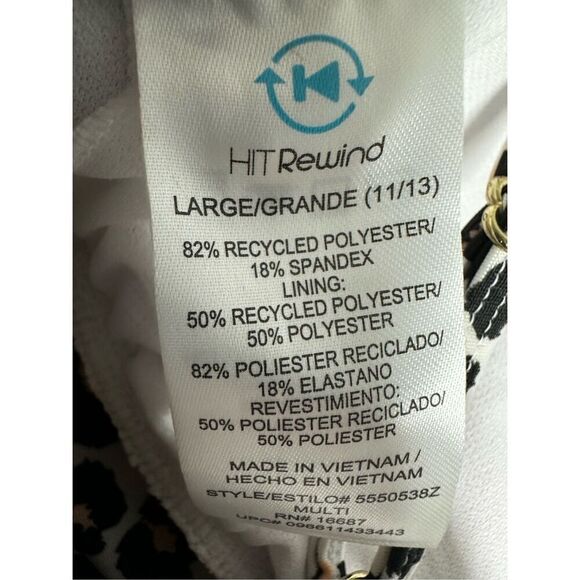 HITRewind
LARGE/GRANDE (11/13)
82% RECYCLED POLYESTER/
18% SPANDEX
LINING:
50% RECYCLED POLYESTER/
50% POLYESTER
82% POLIESTER RECICLADO/
18% ELASTANO
REVESTIMIENTO:
50% POLIESTER RECICLADO/
50% POLIESTER
MADE IN VIETNAM /
HECHO EN VIETNAM
STYLE/ESTILO# 5550538Z
MULTI
RN# 16687
UPC# 098611433443